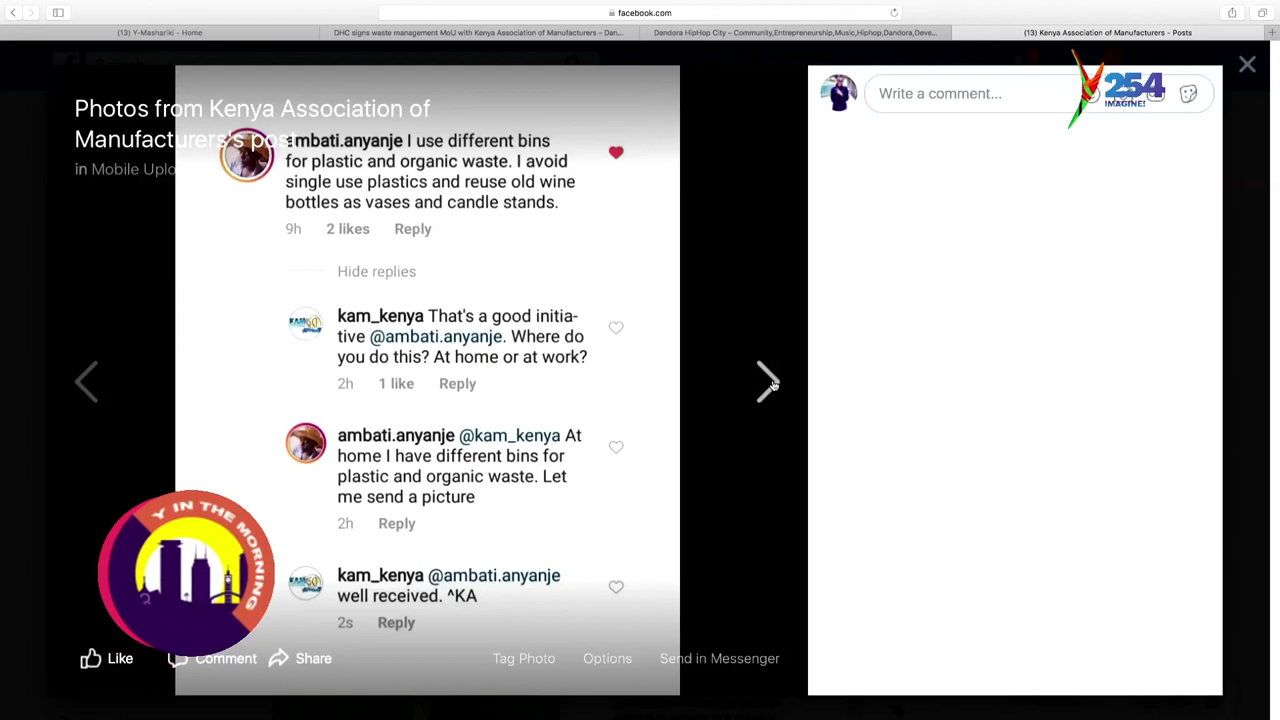 facebook.com
(13) Y-Mashariki - Home
DHC signs waste management MoU with Kenya Association of Manufacturers – Dan...
Dandora HipHop City – Community,Entrepreneurship,Music,Hiphop,Dandora,Deve...
(13) Kenya Association of Manufacturers - Posts
Photos from Kenya Association of
Manufacturers's post
in Mobile Uplo
Write a comment...
Y254
IMAGINE!
ambati.anyanje I use different bins
for plastic and organic waste. I avoid
single use plastics and reuse old wine
bottles as vases and candle stands.
9h 2 likes Reply
Hide replies
kam_kenya That's a good initia-
tive @ambati.anyanje. Where do
you do this? At home or at work?
2h 1 like Reply
ambati.anyanje @kam_kenya At
home I have different bins for
plastic and organic waste. Let
me send a picture
2h Reply
kam_kenya @ambati.anyanje
well received. ^KA
2s Reply
Y IN THE MORNING
Like Comment Share
Tag Photo Options Send in Messenger